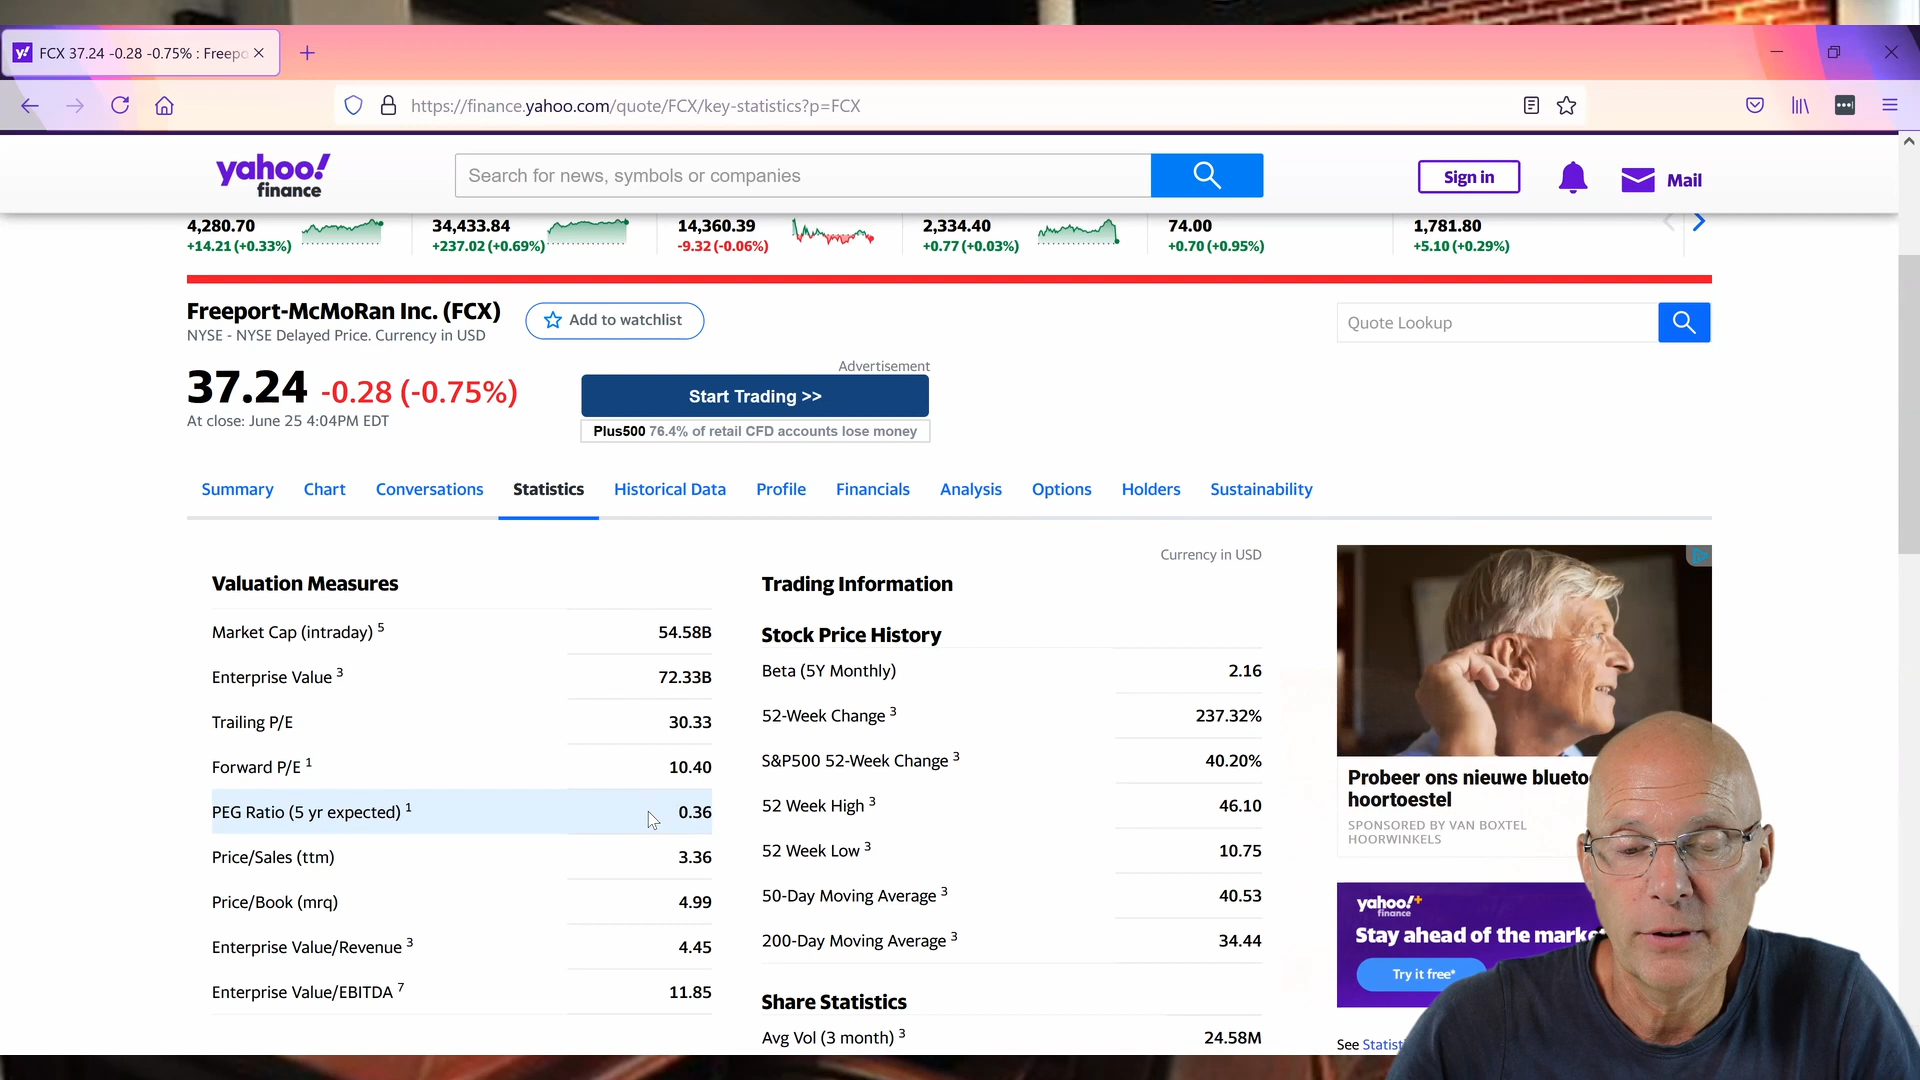 FCX 37.24 -0.28 -0.75% : Freepo
https://finance.yahoo.com/quote/FCX/key-statistics?p=FCX
yahoo!
finance
Search for news, symbols or companies
Sign in
Mail
4,280.70
+14.21 (+0.33%)
34,433.84
+237.02 (+0.69%)
14,360.39
-9.32 (-0.06%)
2,334.40
+0.77 (+0.03%)
74.00
+0.70 (+0.95%)
1,781.80
+5.10 (+0.29%)
Freeport-McMoRan Inc. (FCX)
Add to watchlist
NYSE - NYSE Delayed Price. Currency in USD
Quote Lookup
37.24 -0.28 (-0.75%)
At close: June 25 4:04PM EDT
Advertisement
Start Trading >>
Plus500 76.4% of retail CFD accounts lose money
Summary Chart Conversations Statistics Historical Data Profile Financials Analysis Options Holders Sustainability
Currency in USD
Valuation Measures
Market Cap (intraday) 5 54.58B
Enterprise Value 3 72.33B
Trailing P/E 30.33
Forward P/E 1 10.40
PEG Ratio (5 yr expected) 1 0.36
Price/Sales (ttm) 3.36
Price/Book (mrq) 4.99
Enterprise Value/Revenue 3 4.45
Enterprise Value/EBITDA 7 11.85
Trading Information
Stock Price History
Beta (5Y Monthly) 2.16
52-Week Change 3 237.32%
S&P500 52-Week Change 3 40.20%
52 Week High 3 46.10
52 Week Low 3 10.75
50-Day Moving Average 3 40.53
200-Day Moving Average 3 34.44
Share Statistics
Avg Vol (3 month) 3 24.58M
Probeer ons nieuwe blueto
hoortoestel
SPONSORED BY VAN BOXTEL
HOORWINKELS
yahoo!+
finance
Stay ahead of the marke
Try it free*
See Statist